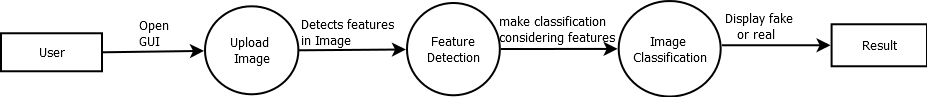 User
Open
GUI
Upload
Image
Detects features
in Image
Feature
Detection
make classification
considering features
Image
Classification
Display fake
or real
Result